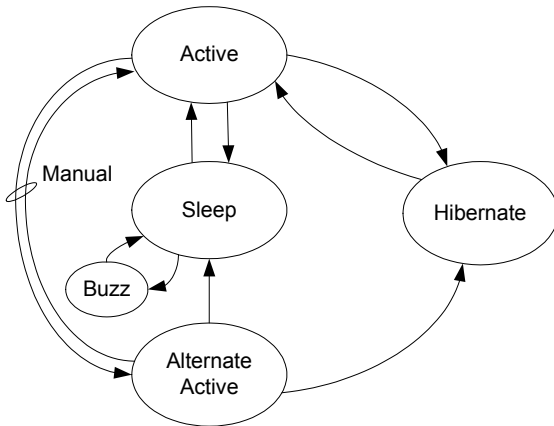 Active
Manual
Sleep
Hibernate
Buzz
Alternate
Active